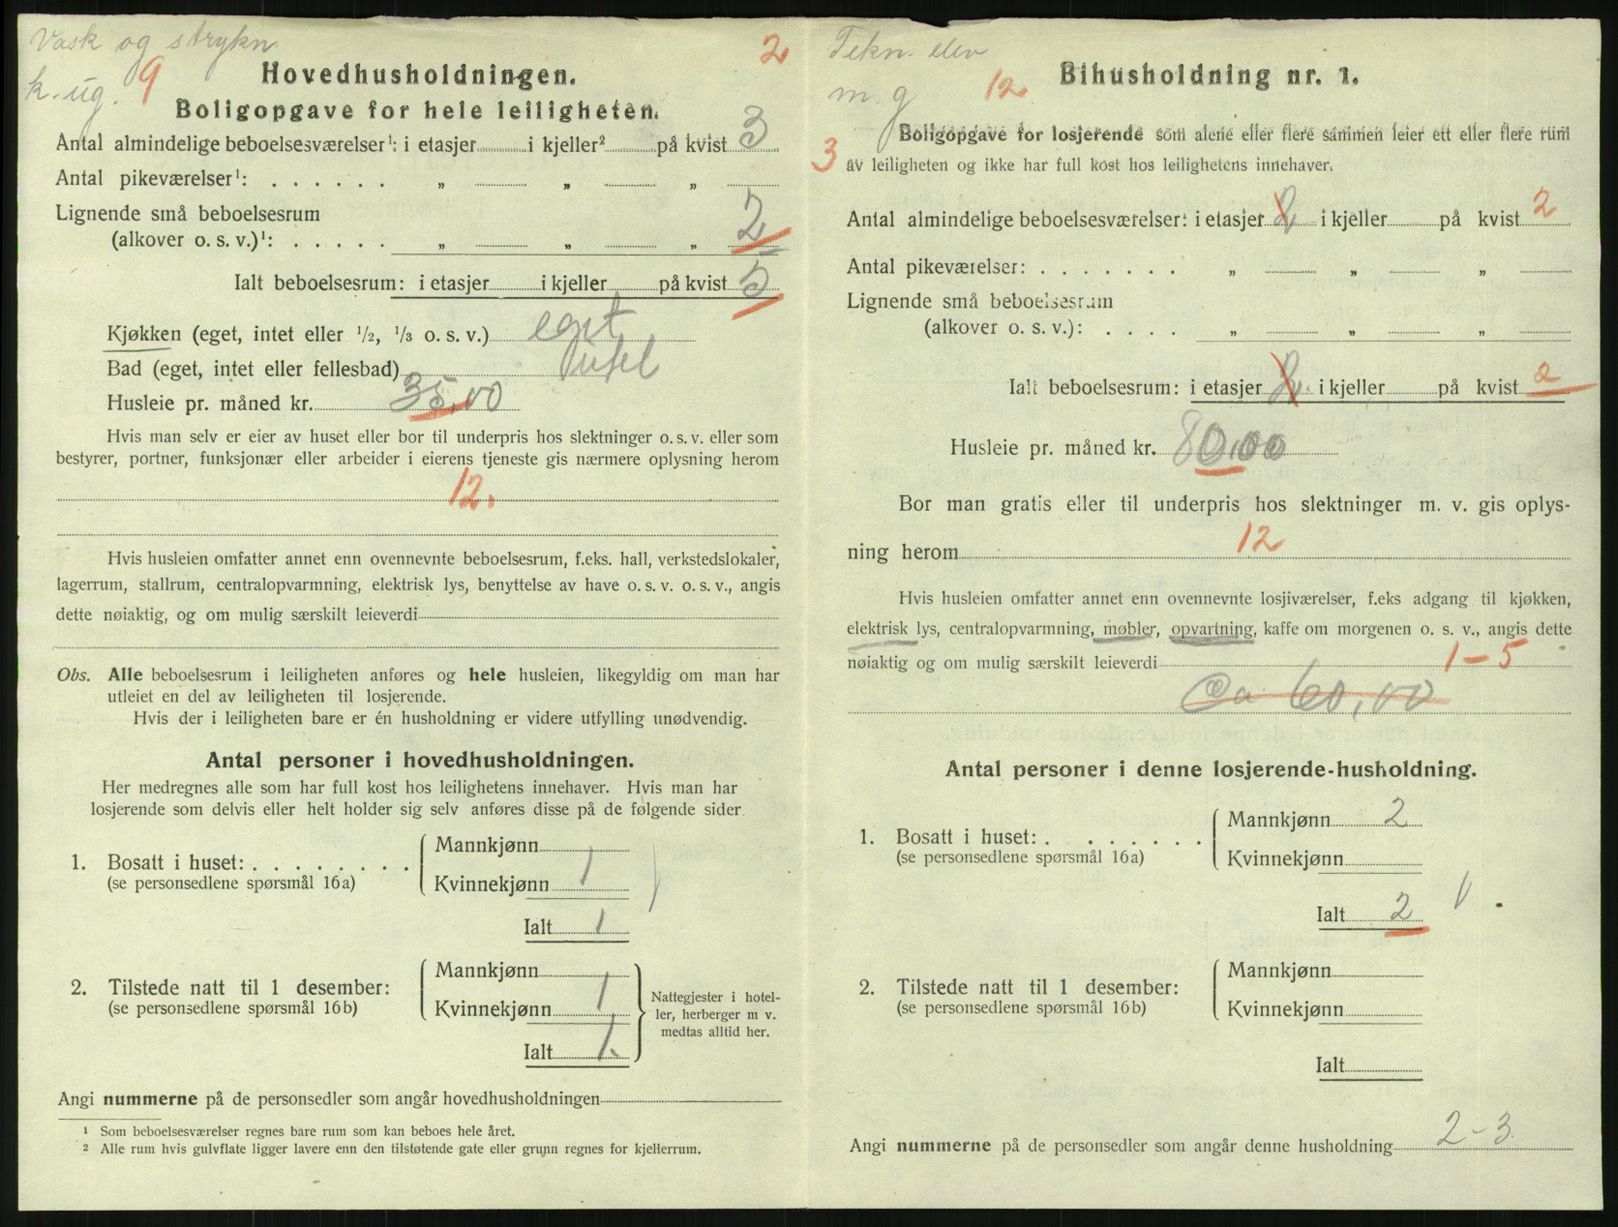 Vask og strykn.
k. ug. 9
2
Hovedhusholdningen.
Boligopgave for hele leiligheten.
Antal almindelige beboelsesværelser¹: i etasjer i kjeller² på kvist 3
Antal pikeværelser¹: . . . . . . „ „ „
Lignende små beboelsesrum
(alkover o. s. v.)¹: . . . . . „ „ „ 2
Ialt beboelsesrum: i etasjer i kjeller på kvist 5
Kjøkken (eget, intet eller ½, ⅓ o. s. v.) eget
Bad (eget, intet eller fellesbad) intet
Husleie pr. måned kr. 35,00
Hvis man selv er eier av huset eller bor til underpris hos slektninger o. s. v. eller som
bestyrer, portner, funksjonær eller arbeider i eierens tjeneste gis nærmere oplysning herom
12.
Hvis husleien omfatter annet enn ovennevnte beboelsesrum, f.eks. hall, verkstedslokaler,
lagerrum, stallrum, centralopvarmning, elektrisk lys, benyttelse av have o. s. v. o. s. v., angis
dette nøiaktig, og om mulig særskilt leieverdi
Obs. Alle beboelsesrum i leiligheten anføres og hele husleien, likegyldig om man har
utleiet en del av leiligheten til losjerende.
Hvis der i leiligheten bare er én husholdning er videre utfylling unødvendig.
Antal personer i hovedhusholdningen.
Her medregnes alle som har full kost hos leilighetens innehaver. Hvis man har
losjerende som delvis eller helt holder sig selv anføres disse på de følgende sider
1. Bosatt i huset: . . . . . . . .
(se personsedlene spørsmål 16a)
Mannkjønn
Kvinnekjønn 1
Ialt 1
2. Tilstede natt til 1 desember:
(se personsedlene spørsmål 16b)
Mannkjønn
Kvinnekjønn 1
Ialt 1
Nattegjester i hotel-
ler, herberger m v.
medtas alltid her.
Angi nummerne på de personsedler som angår hovedhusholdningen
¹ Som beboelsesværelser regnes bare rum som kan beboes hele året.
² Alle rum hvis gulvflate ligger lavere enn den tilstøtende gate eller grunn regnes for kjellerrum.
Tekn. elev
m. g 12.
Bihusholdning nr. 1.
Boligopgave for losjerende som alene eller flere sammen leier ett eller flere rum
3 av leiligheten og ikke har full kost hos leilighetens innehaver.
Antal almindelige beboelsesværelser: i etasjer 2 i kjeller på kvist 2
Antal pikeværelser: . . . . . . . „ „ „
Lignende små beboelsesrum
(alkover o. s. v.): . . . . „ „ „
Ialt beboelsesrum: i etasjer 2 i kjeller på kvist 2
Husleie pr. måned kr. 80,00
Bor man gratis eller til underpris hos slektninger m. v. gis oplys-
ning herom 12
Hvis husleien omfatter annet enn ovennevnte losjiværelser, f.eks adgang til kjøkken,
elektrisk lys, centralopvarmning, møbler, opvartning, kaffe om morgenen o. s. v., angis dette
nøiaktig og om mulig særskilt leieverdi 1-5
Ca 60,00
Antal personer i denne losjerende-husholdning.
1. Bosatt i huset: . . . . . . .
(se personsedlene spørsmål 16a)
Mannkjønn 2
Kvinnekjønn
Ialt 2
2. Tilstede natt til 1 desember:
(se personsedlene spørsmål 16b)
Mannkjønn
Kvinnekjønn
Ialt
Angi nummerne på de personsedler som angår denne husholdning 2-3.